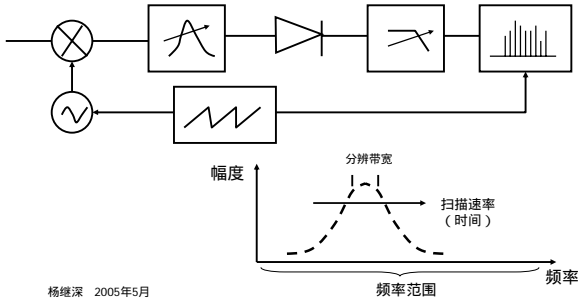 分辨带宽
幅度
扫描速率
（时间）
频率
频率范围
杨继深 2005年5月